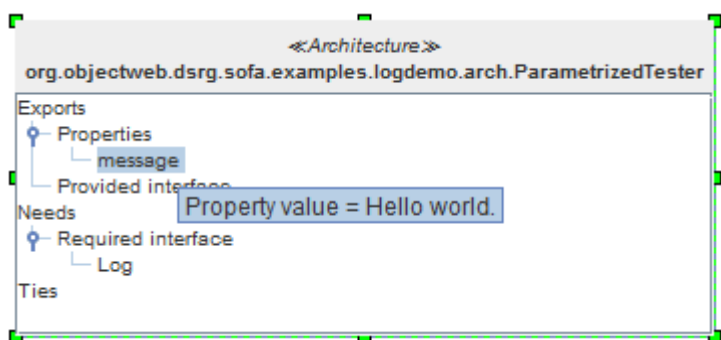 ≪Architecture≫
org.objectweb.dsrg.sofa.examples.logdemo.arch.ParametrizedTester
Exports
Properties
message
Provided interface
Property value = Hello world.
Needs
Required interface
Log
Ties